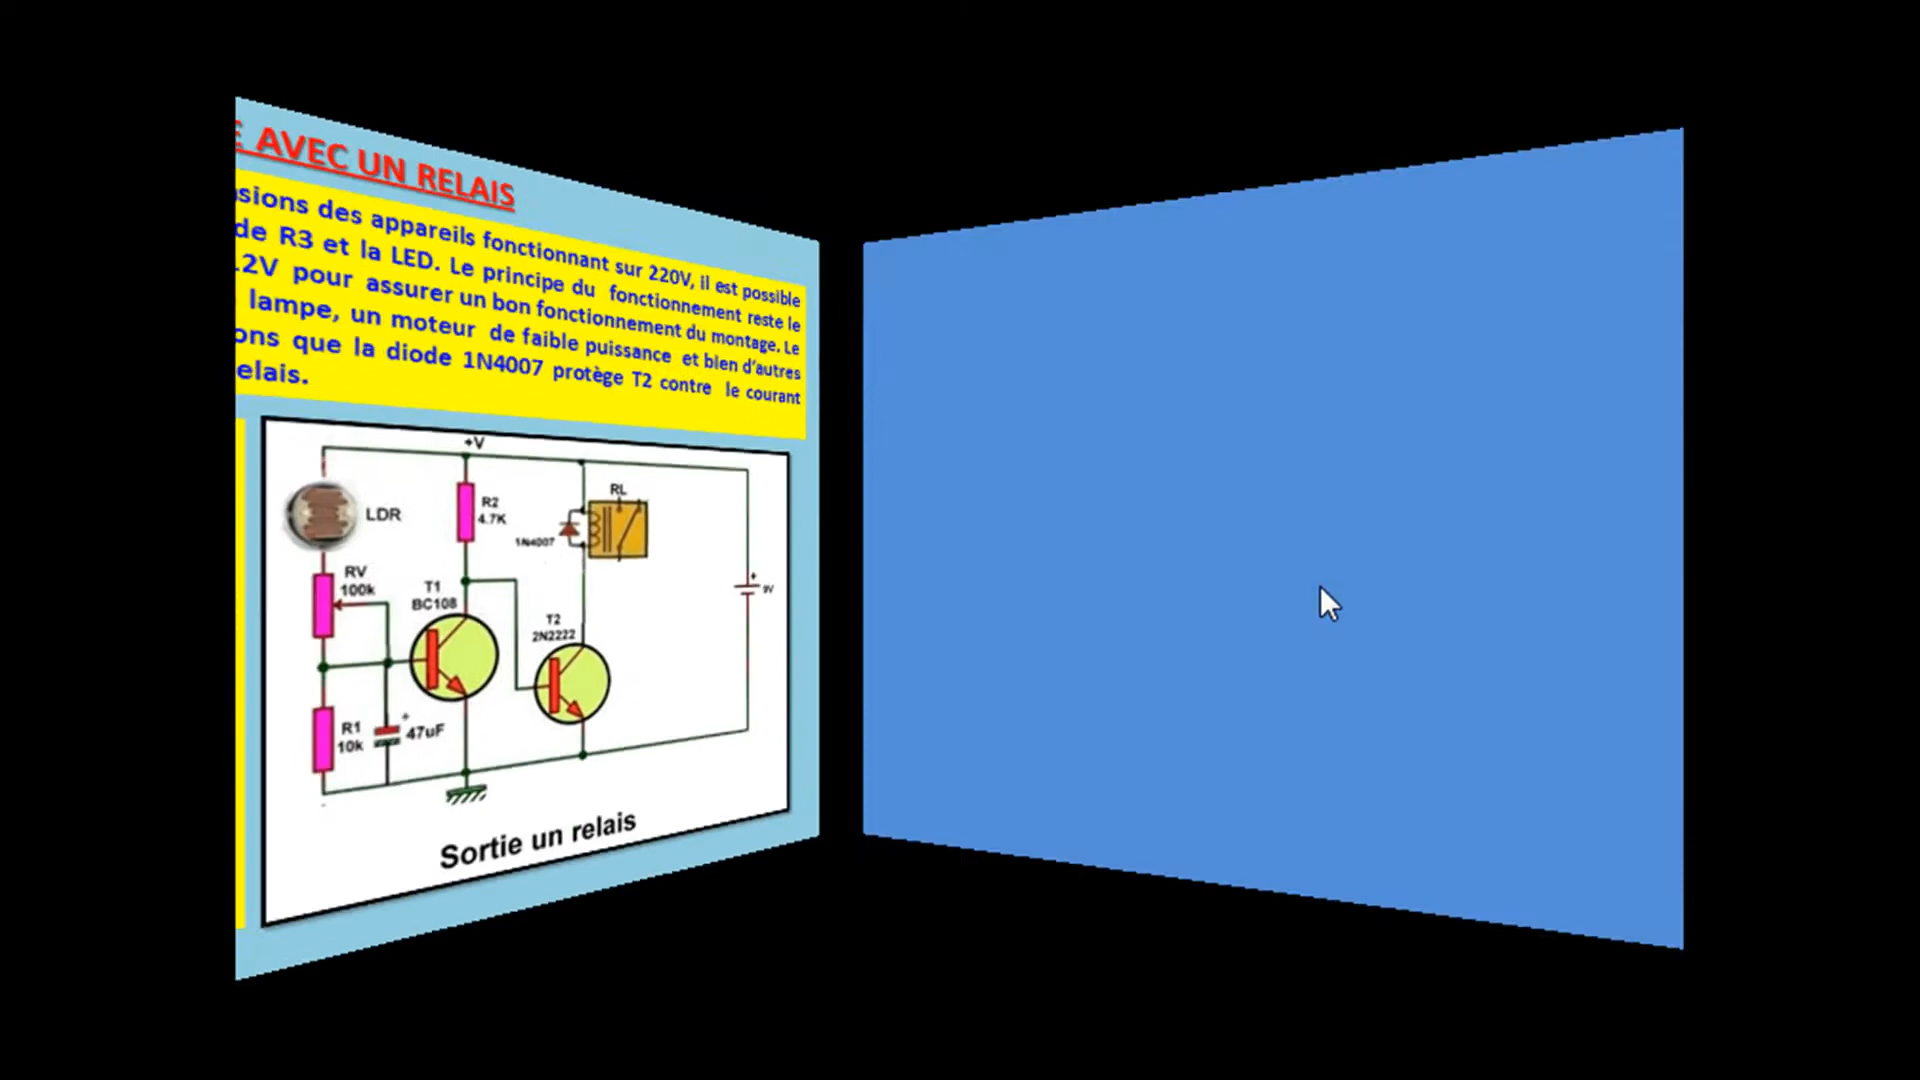 AVEC UN RELAIS
sions des appareils fonctionnant sur 220V, il est possible
de R3 et la LED. Le principe du fonctionnement reste le
2V pour assurer un bon fonctionnement du montage. Le
lampe, un moteur de faible puissance et bien d'autres
ons que la diode 1N4007 protège T2 contre le courant
elais.
+V
LDR
R2
4.7K
RL
1N4007
RV
100k
T1
BC108
T2
2N2222
+
9V
R1
10k
+
47uF
Sortie un relais